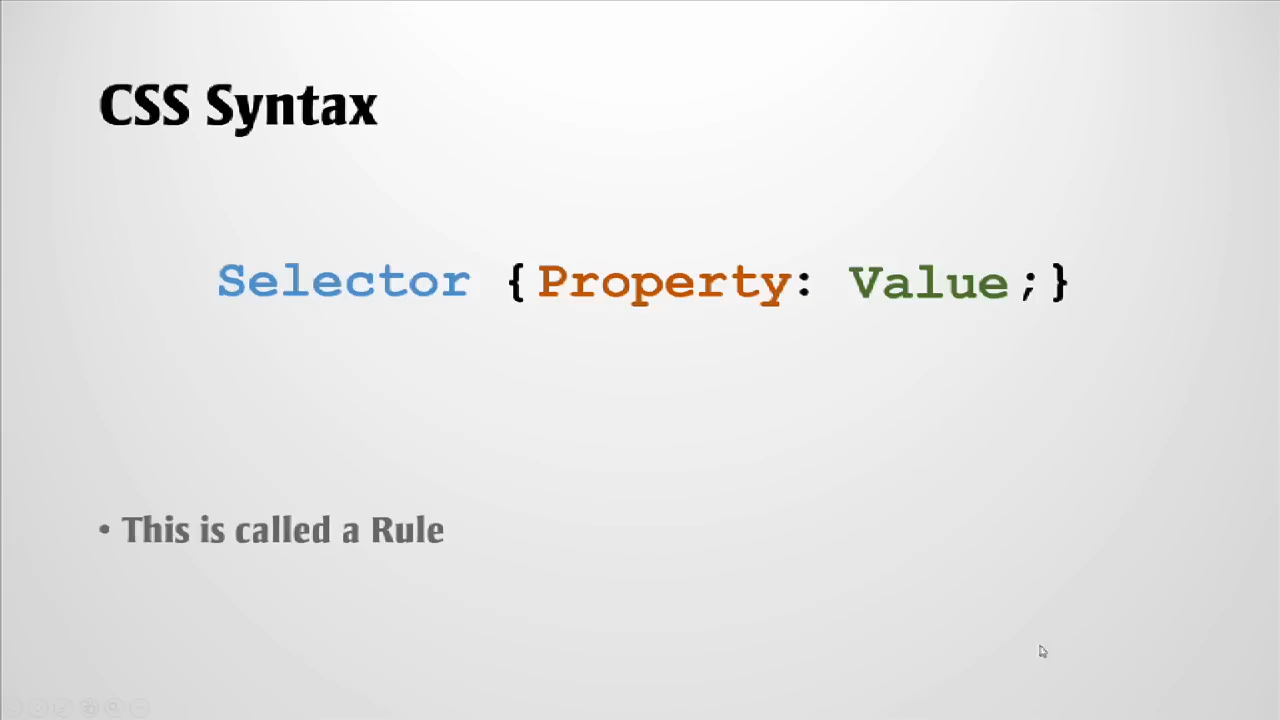 CSS Syntax
Selector {Property: Value;}
• This is called a Rule